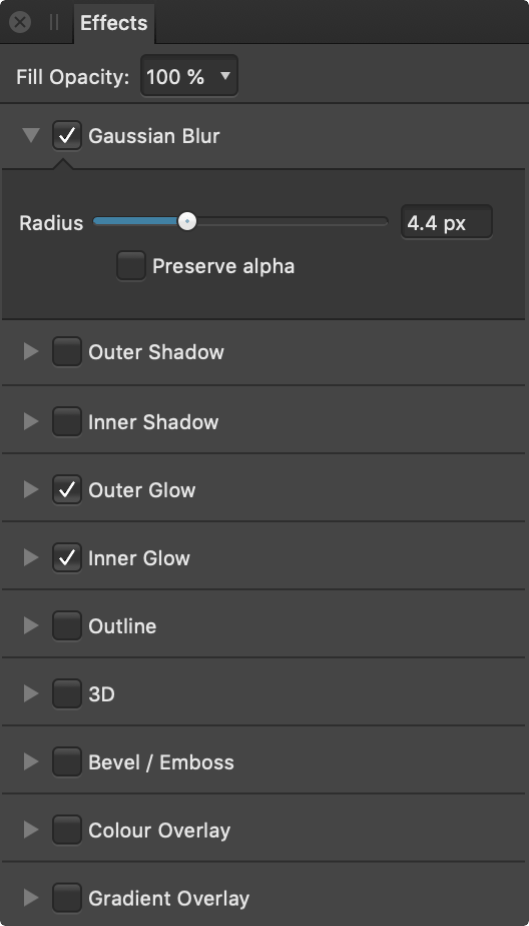 Effects
Fill Opacity: 100 %
Gaussian Blur
Radius 4.4 px
Preserve alpha
Outer Shadow
Inner Shadow
Outer Glow
Inner Glow
Outline
3D
Bevel / Emboss
Colour Overlay
Gradient Overlay